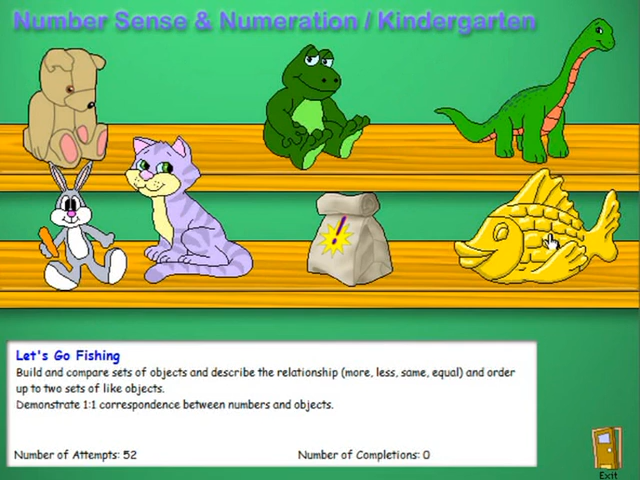 Number Sense & Numeration / Kindergarten
!
Let's Go Fishing
Build and compare sets of objects and describe the relationship (more, less, same, equal) and order
up to two sets of like objects.
Demonstrate 1:1 correspondence between numbers and objects.
Number of Attempts: 52 Number of Completions: 0
Exit